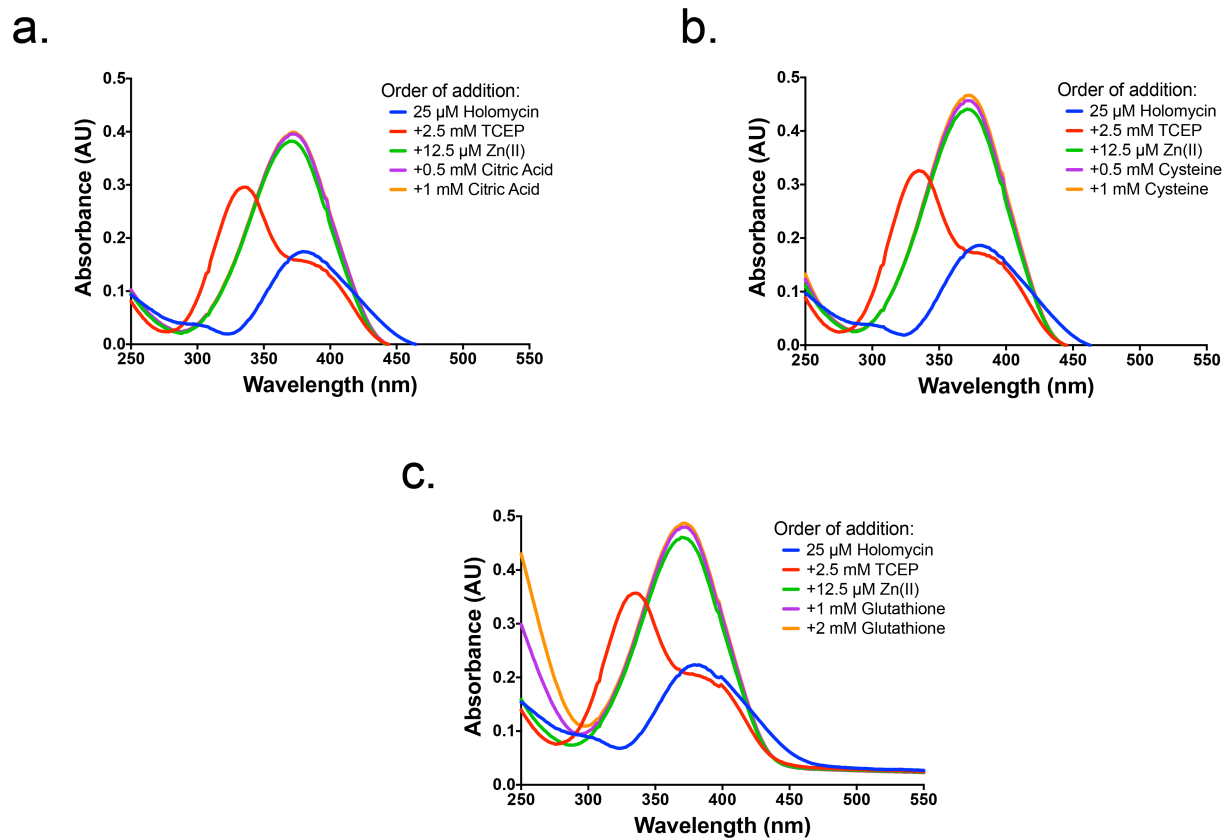 a.
Absorbance (AU)
0.5
0.4
0.3
0.2
0.1
0.0
250 300 350 400 450 500 550
Wavelength (nm)
Order of addition:
25 µM Holomycin
+2.5 mM TCEP
+12.5 µM Zn(II)
+0.5 mM Citric Acid
+1 mM Citric Acid
b.
Absorbance (AU)
0.5
0.4
0.3
0.2
0.1
0.0
250 300 350 400 450 500 550
Wavelength (nm)
Order of addition:
25 µM Holomycin
+2.5 mM TCEP
+12.5 µM Zn(II)
+0.5 mM Cysteine
+1 mM Cysteine
c.
Absorbance (AU)
0.5
0.4
0.3
0.2
0.1
0.0
250 300 350 400 450 500 550
Wavelength (nm)
Order of addition:
25 µM Holomycin
+2.5 mM TCEP
+12.5 µM Zn(II)
+1 mM Glutathione
+2 mM Glutathione